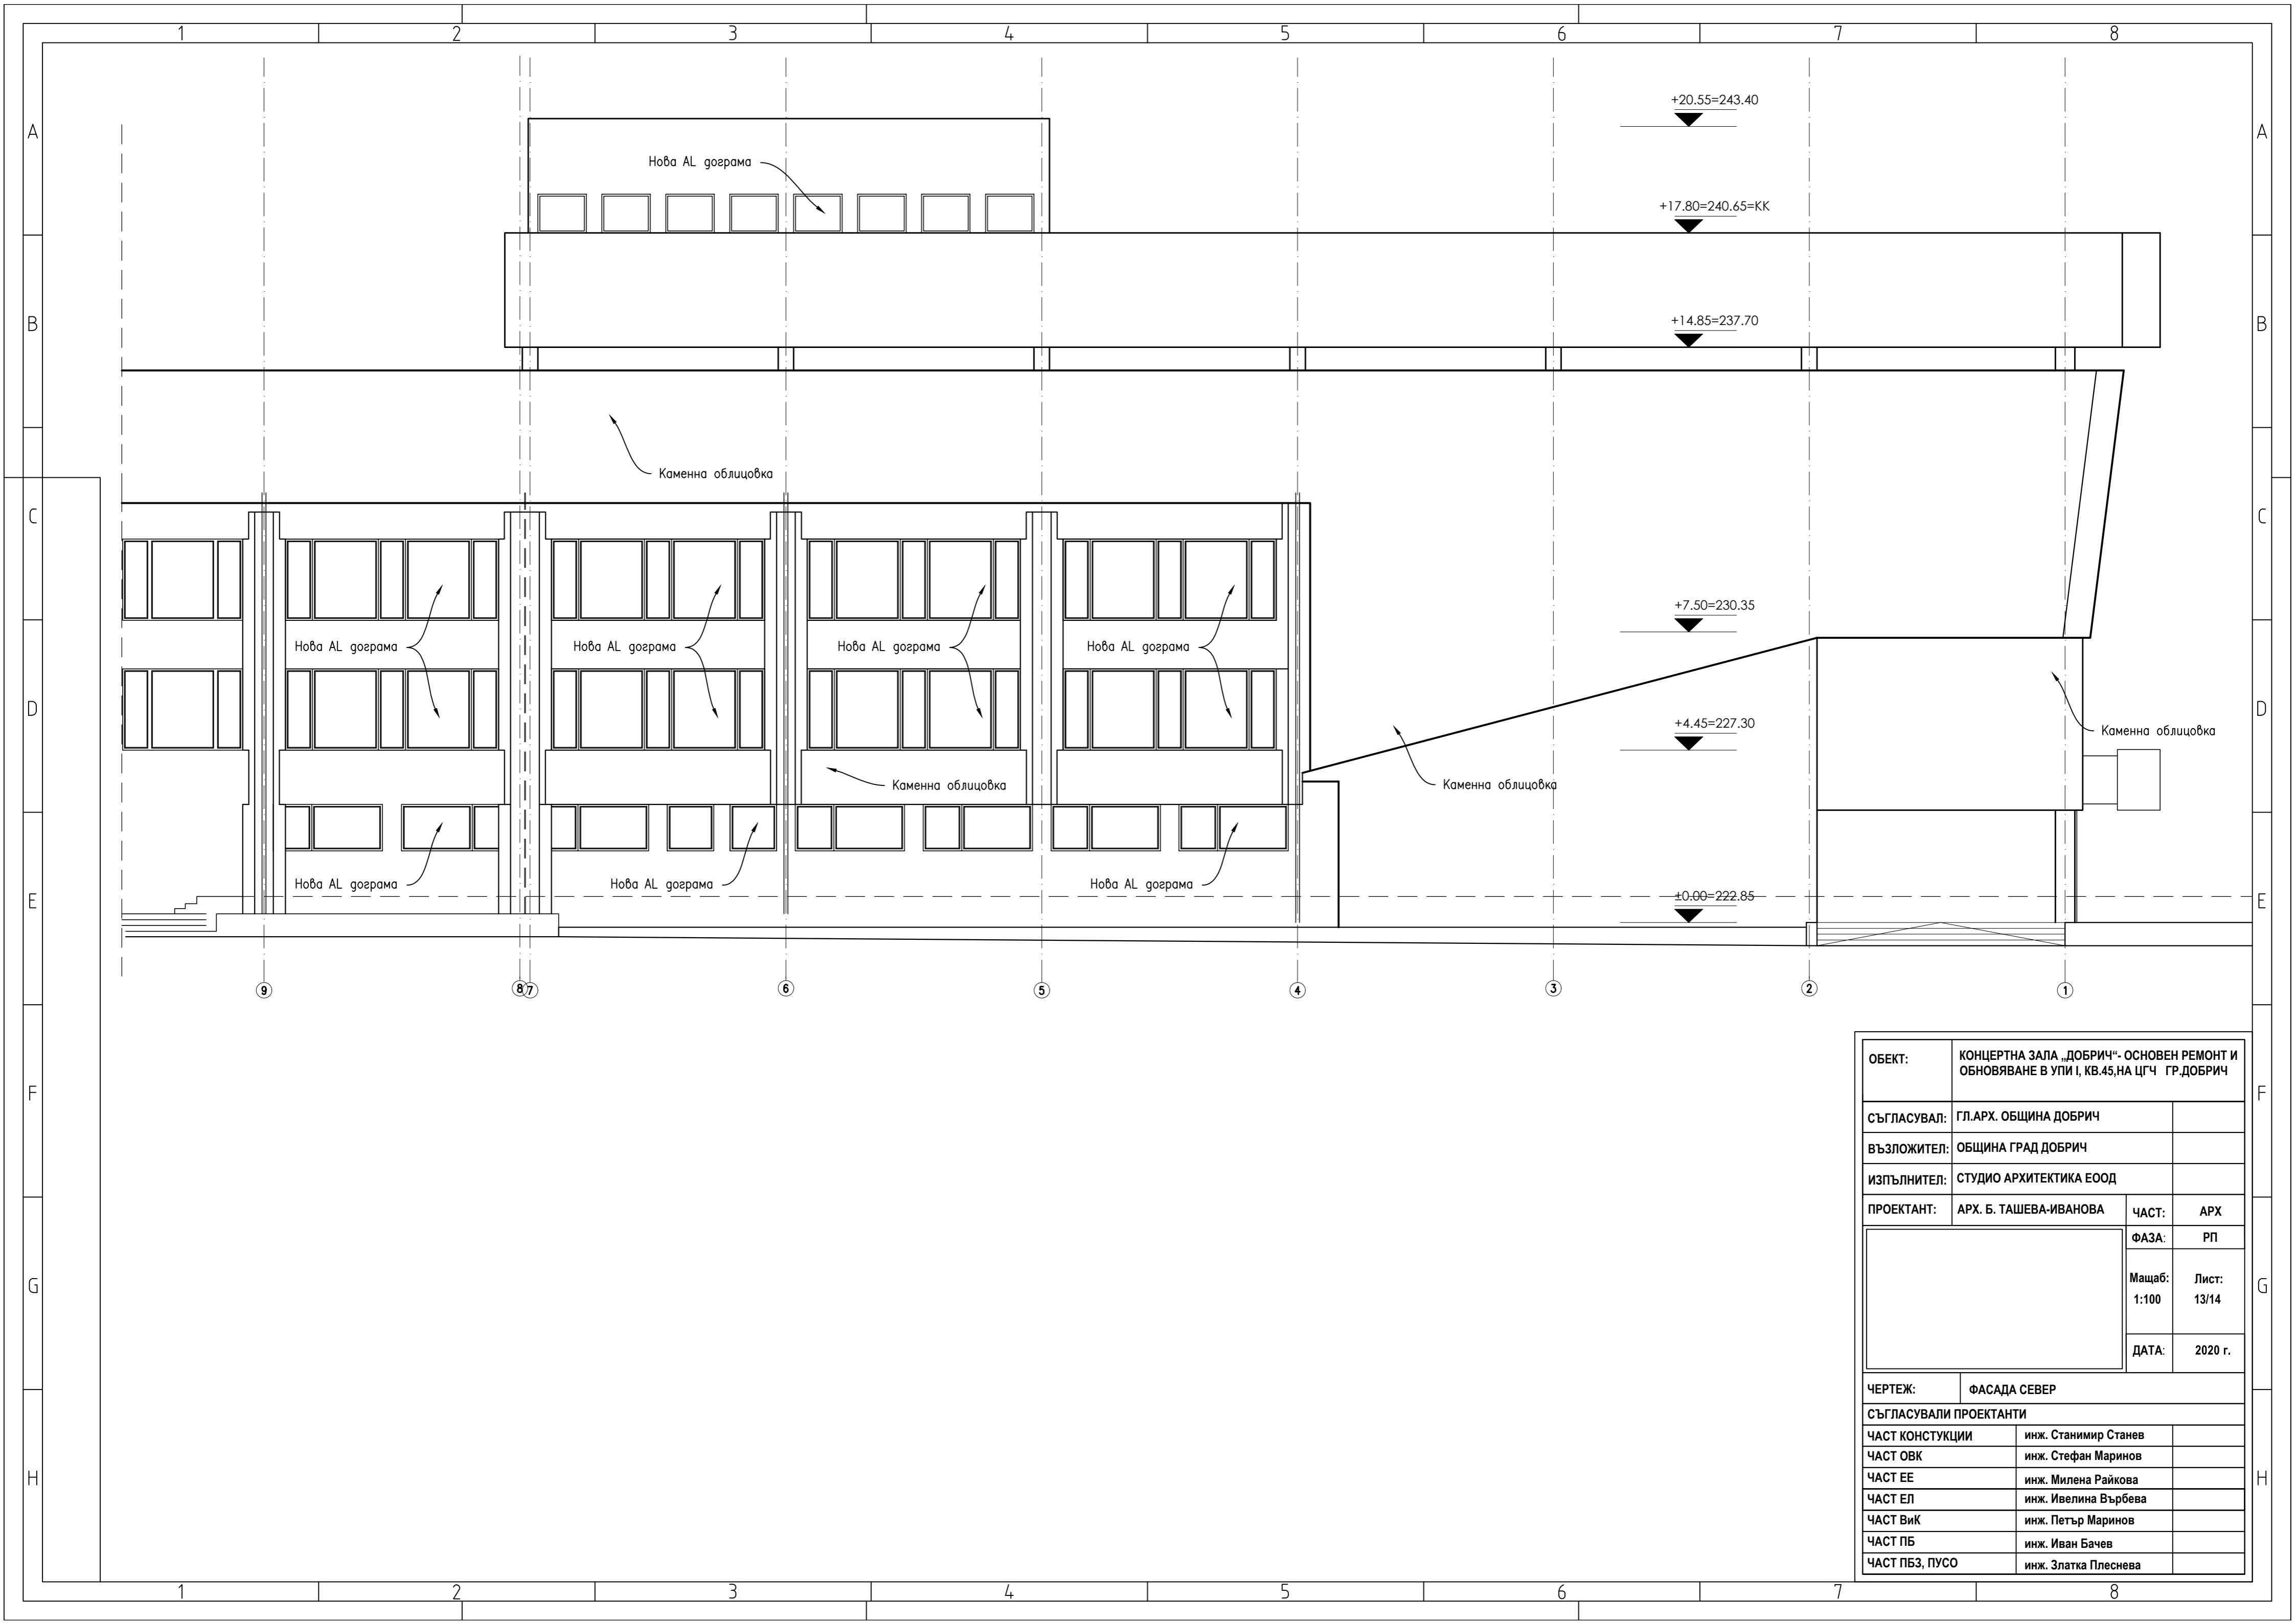 1 2 3 4 5 6 7 8
A A
B B
C C
D D
E E
F F
G G
H H
+20.55=243.40
Нова AL дограма
+17.80=240.65=КК
+14.85=237.70
Каменна облицовка
+7.50=230.35
Нова AL дограма
Нова AL дограма
Нова AL дограма
Нова AL дограма
+4.45=227.30
Каменна облицовка
Каменна облицовка
Каменна облицовка
Нова AL дограма
Нова AL дограма
Нова AL дограма
±0.00=222.85
9 8 7 6 5 4 3 2 1
ОБЕКТ: КОНЦЕРТНА ЗАЛА „ДОБРИЧ“- ОСНОВЕН РЕМОНТ И
ОБНОВЯВАНЕ В УПИ I, КВ.45,НА ЦГЧ ГР.ДОБРИЧ
СЪГЛАСУВАЛ: ГЛ.АРХ. ОБЩИНА ДОБРИЧ
ВЪЗЛОЖИТЕЛ: ОБЩИНА ГРАД ДОБРИЧ
ИЗПЪЛНИТЕЛ: СТУДИО АРХИТЕКТИКА ЕООД
ПРОЕКТАНТ: АРХ. Б. ТАШЕВА-ИВАНОВА ЧАСТ: АРХ
ФАЗА: РП
Мащаб: Лист:
1:100 13/14
ДАТА: 2020 г.
ЧЕРТЕЖ: ФАСАДА СЕВЕР
СЪГЛАСУВАЛИ ПРОЕКТАНТИ
ЧАСТ КОНСТУКЦИИ инж. Станимир Станев
ЧАСТ ОВК инж. Стефан Маринов
ЧАСТ ЕЕ инж. Милена Райкова
ЧАСТ ЕЛ инж. Ивелина Върбева
ЧАСТ ВиК инж. Петър Маринов
ЧАСТ ПБ инж. Иван Бачев
ЧАСТ ПБЗ, ПУСО инж. Златка Плеснева
1 2 3 4 5 6 7 8